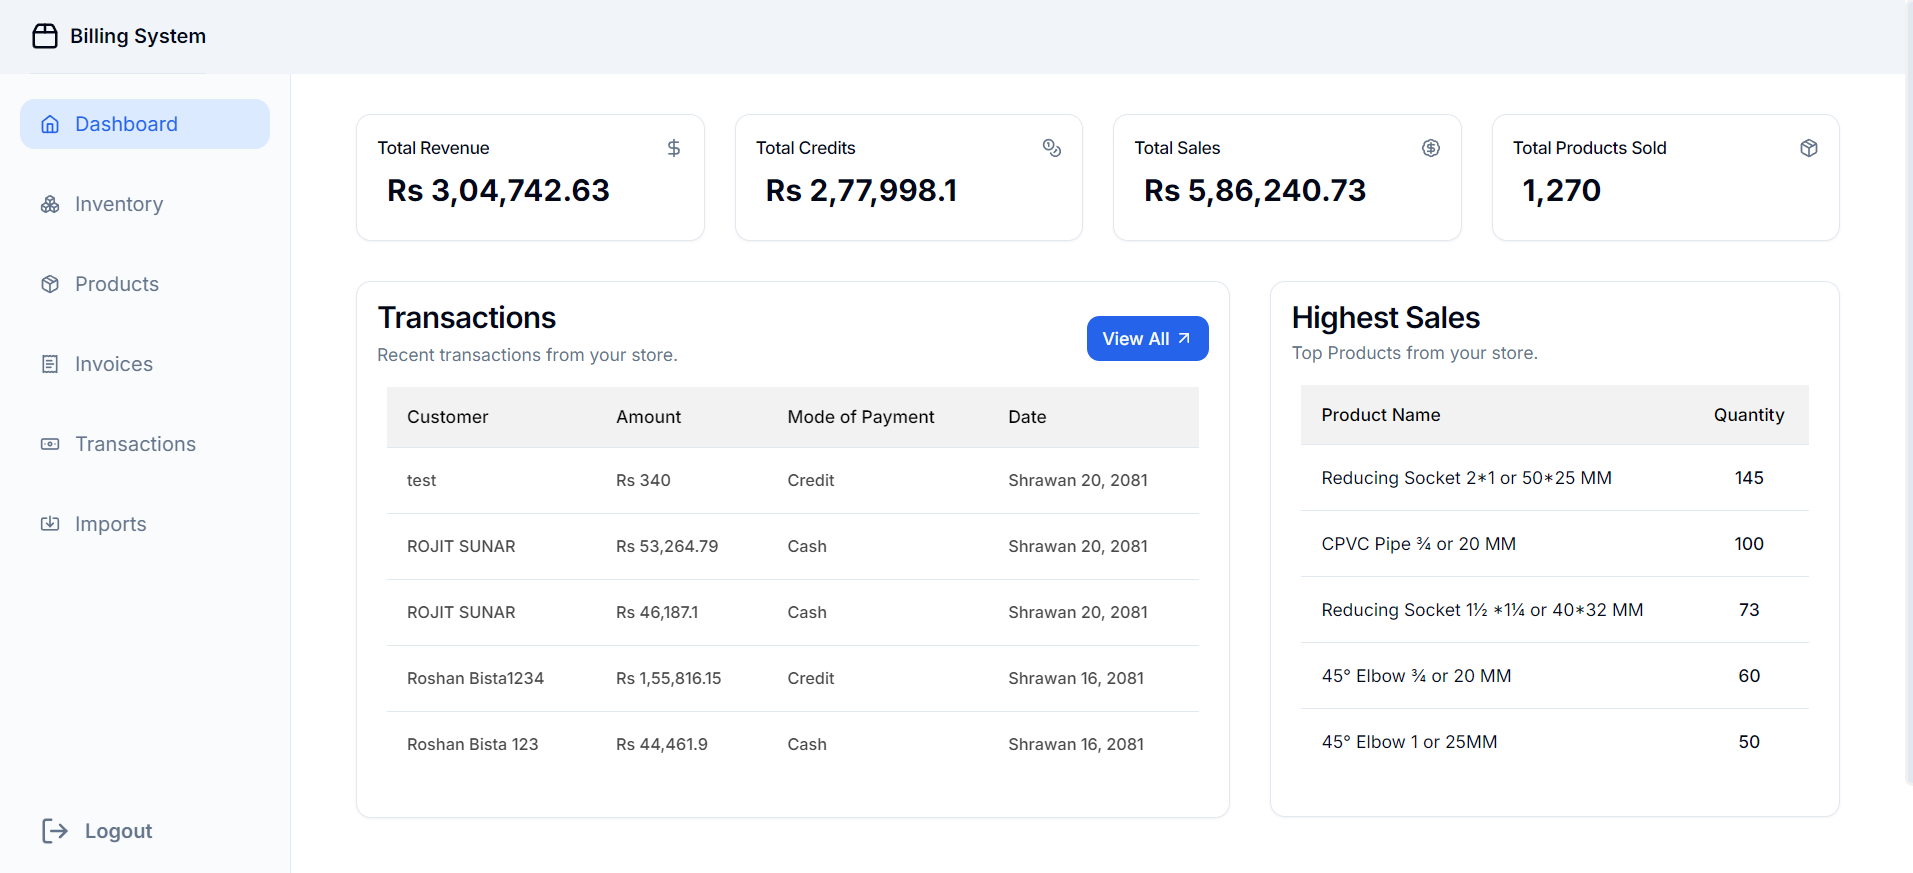 Billing System
Dashboard
Inventory
Products
Invoices
Transactions
Imports
Logout
Total Revenue $
Rs 3,04,742.63
Total Credits
Rs 2,77,998.1
Total Sales
Rs 5,86,240.73
Total Products Sold
1,270
Transactions
Recent transactions from your store.
View All
Customer Amount Mode of Payment Date
test Rs 340 Credit Shrawan 20, 2081
ROJIT SUNAR Rs 53,264.79 Cash Shrawan 20, 2081
ROJIT SUNAR Rs 46,187.1 Cash Shrawan 20, 2081
Roshan Bista1234 Rs 1,55,816.15 Credit Shrawan 16, 2081
Roshan Bista 123 Rs 44,461.9 Cash Shrawan 16, 2081
Highest Sales
Top Products from your store.
Product Name Quantity
Reducing Socket 2*1 or 50*25 MM 145
CPVC Pipe ¾ or 20 MM 100
Reducing Socket 1½ *1¼ or 40*32 MM 73
45° Elbow ¾ or 20 MM 60
45° Elbow 1 or 25MM 50